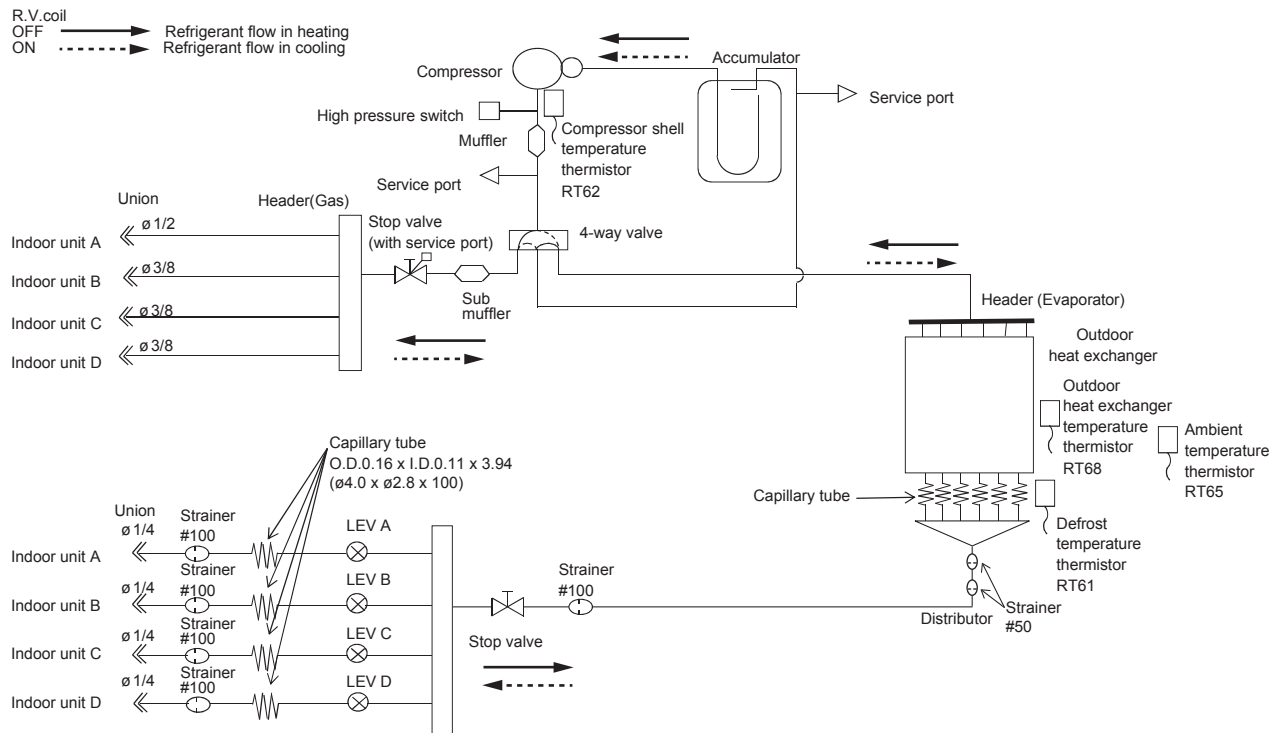 R.V.coil
OFF Refrigerant flow in heating
ON Refrigerant flow in cooling
Compressor
Accumulator
Service port
High pressure switch
Muffler
Compressor shell
temperature
thermistor
RT62
Service port
Union
Header(Gas)
Stop valve
(with service port)
4-way valve
Indoor unit A
ø 1/2
Indoor unit B
ø 3/8
Indoor unit C
ø 3/8
Indoor unit D
ø 3/8
Sub
muffler
Header (Evaporator)
Outdoor
heat exchanger
Outdoor
heat exchanger
temperature
thermistor
RT68
Ambient
temperature
thermistor
RT65
Capillary tube
Defrost
temperature
thermistor
RT61
Distributor
Strainer
#50
Capillary tube
O.D.0.16 x I.D.0.11 x 3.94
(ø4.0 x ø2.8 x 100)
Union
Indoor unit A
ø 1/4
Strainer
#100
LEV A
Indoor unit B
ø 1/4
Strainer
#100
LEV B
Indoor unit C
ø 1/4
Strainer
#100
LEV C
Indoor unit D
ø 1/4
Strainer
#100
LEV D
Stop valve
Strainer
#100